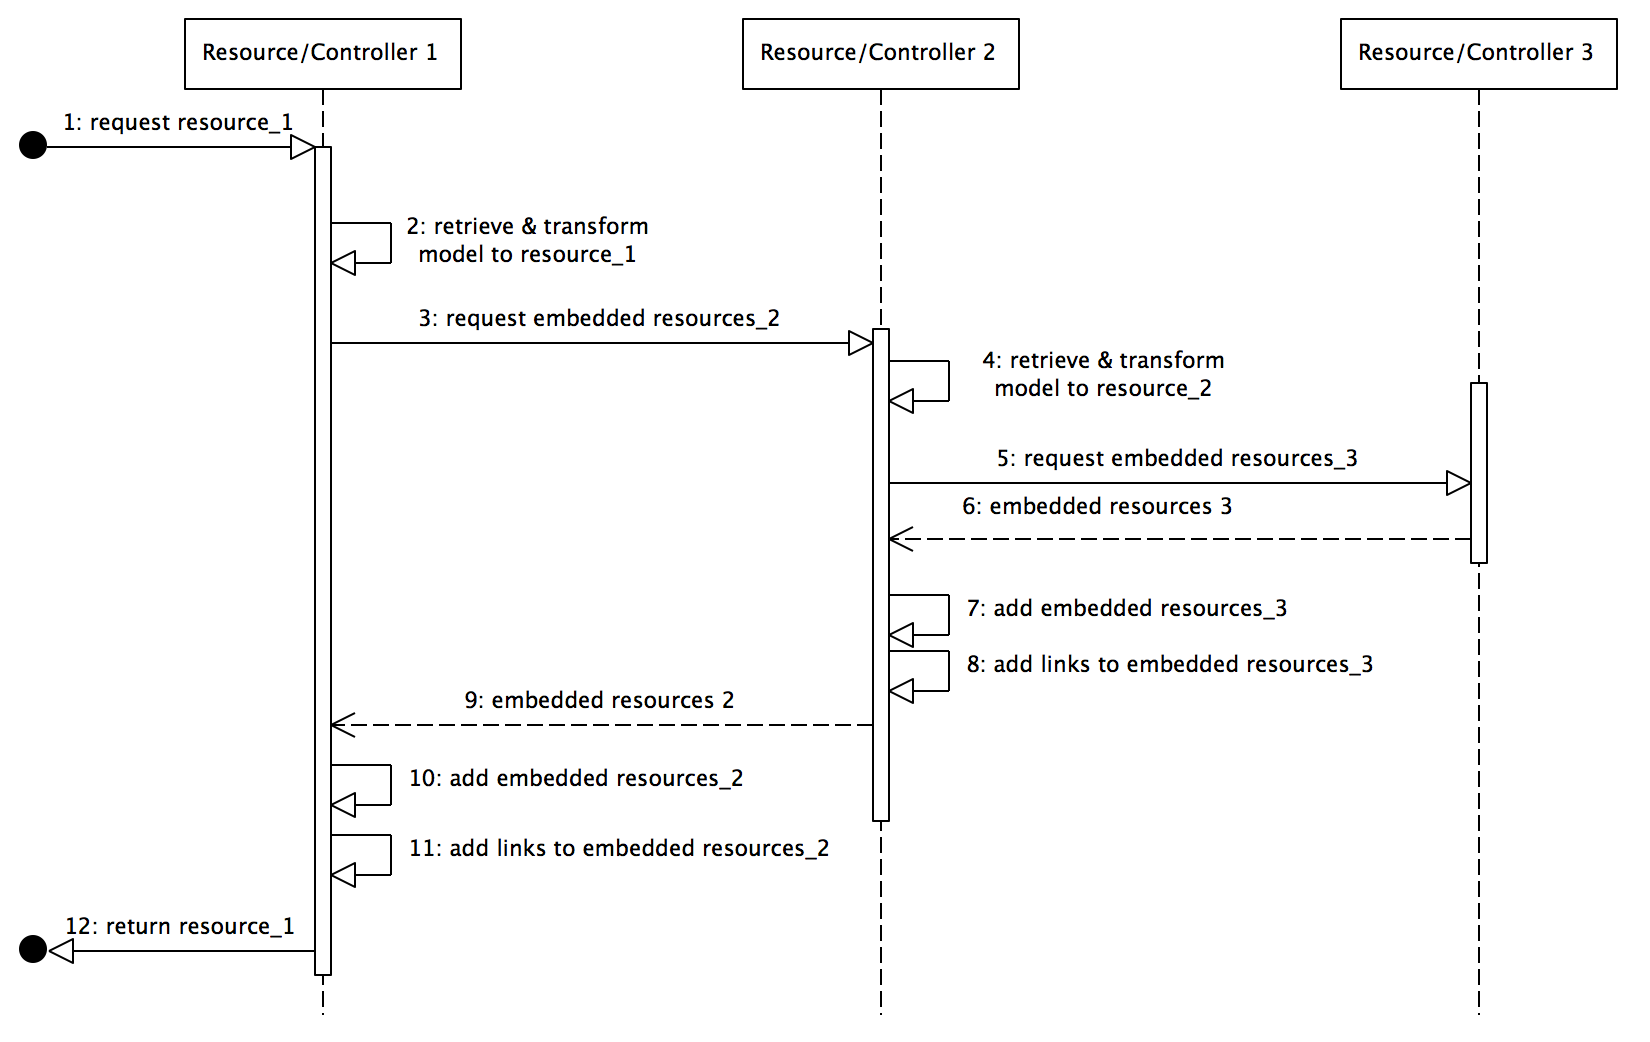 Resource/Controller 1
Resource/Controller 2
Resource/Controller 3
1: request resource_1
2: retrieve & transform
model to resource_1
3: request embedded resources_2
4: retrieve & transform
model to resource_2
5: request embedded resources_3
6: embedded resources 3
7: add embedded resources_3
8: add links to embedded resources_3
9: embedded resources 2
10: add embedded resources_2
11: add links to embedded resources_2
12: return resource_1